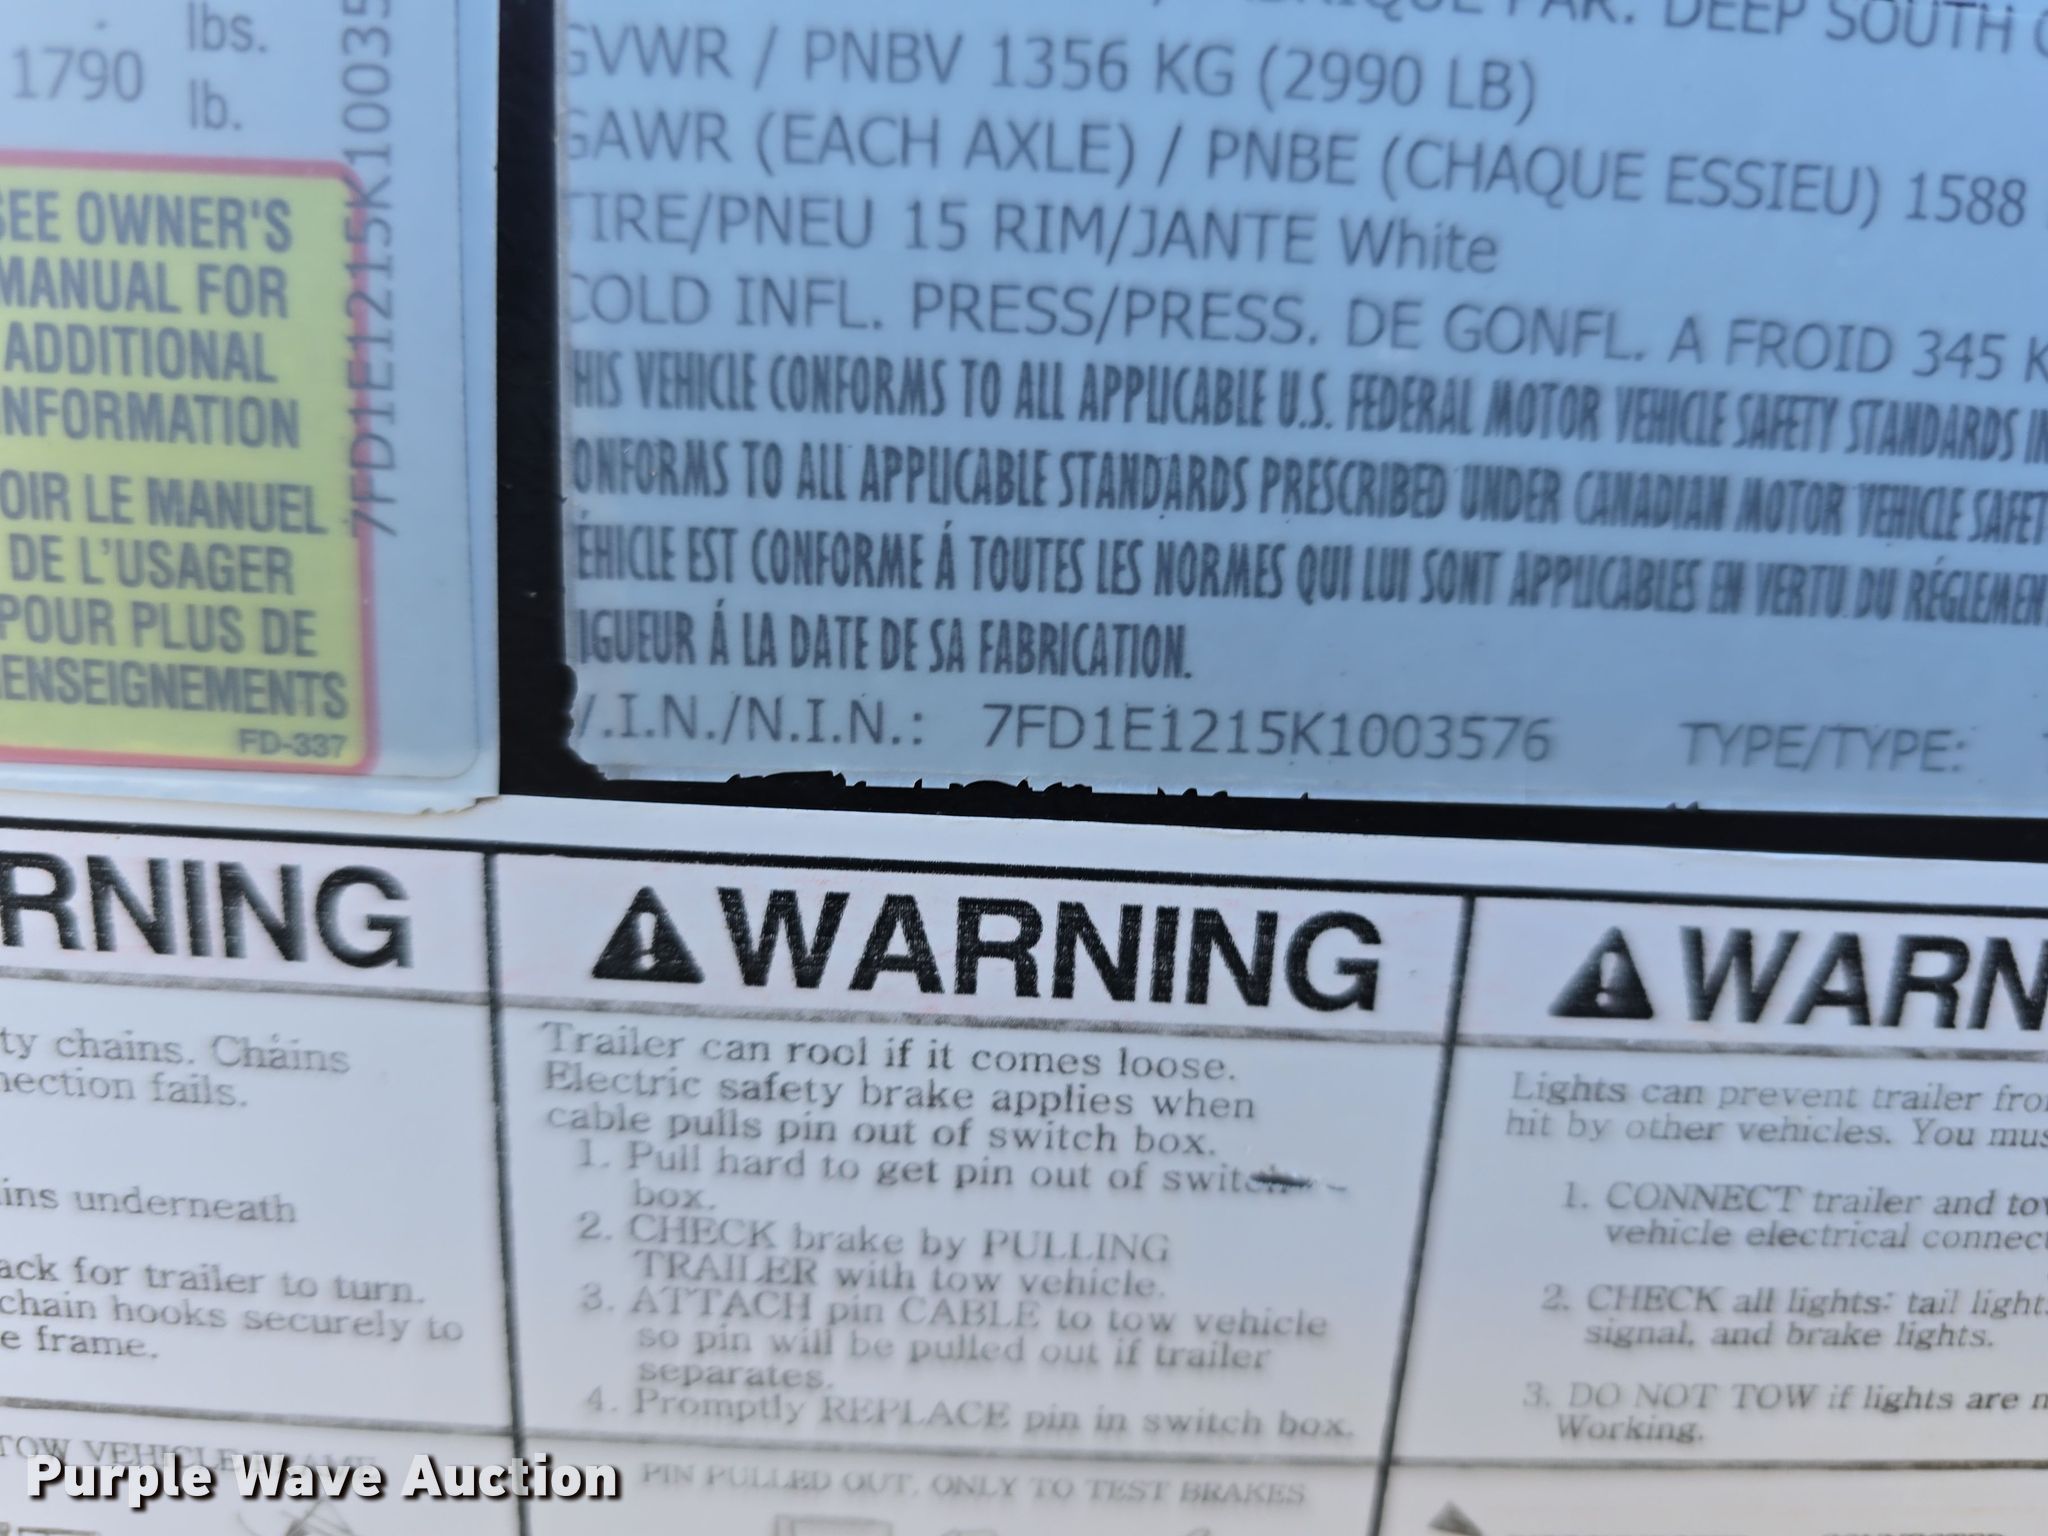 lbs.
1790
lb.
SEE OWNER'S
MANUAL FOR
ADDITIONAL
INFORMATION
OIR LE MANUEL
DE L'USAGER
POUR PLUS DE
ENSEIGNEMENTS
FD-337
7FD1E1215K10035
PAR. DEEP SOUTH
GVWR / PNBV 1356 KG (2990 LB)
GAWR (EACH AXLE) / PNBE (CHAQUE ESSIEU) 1588
TIRE/PNEU 15 RIM/JANTE White
COLD INFL. PRESS/PRESS. DE GONFL. A FROID 345 K
HIS VEHICLE CONFORMS TO ALL APPLICABLE U.S. FEDERAL MOTOR VEHICLE SAFETY STANDARDS IN
ONFORMS TO ALL APPLICABLE STANDARDS PRESCRIBED UNDER CANADIAN MOTOR VEHICLE SAFET
ÉHICLE EST CONFORME Á TOUTES LES NORMES QUI LUI SONT APPLICABLES EN VERTU DU RÉGLEMEN
IGUEUR Á LA DATE DE SA FABRICATION.
V.I.N./N.I.N.: 7FD1E1215K1003576 TYPE/TYPE:
RNING
ty chains. Chains
nection fails.
ins underneath
ack for trailer to turn.
chain hooks securely to
e frame.
TOW VEHICLE FRAME
WARNING
Trailer can rool if it comes loose.
Electric safety brake applies when
cable pulls pin out of switch box.
1. Pull hard to get pin out of switch
box.
2. CHECK brake by PULLING
TRAILER with tow vehicle.
3. ATTACH pin CABLE to tow vehicle
so pin will be pulled out if trailer
separates.
4. Promptly REPLACE pin in switch box.
PIN PULLED OUT, ONLY TO TEST BRAKES
WARN
Lights can prevent trailer from
hit by other vehicles. You mus
1. CONNECT trailer and tow
vehicle electrical connect
2. CHECK all lights: tail light,
signal, and brake lights.
3. DO NOT TOW if lights are n
Working.
Purple Wave Auction